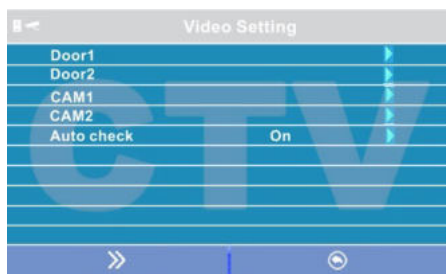 Video Setting
Door1
Door2
CAM1
CAM2
Auto check On
CTV